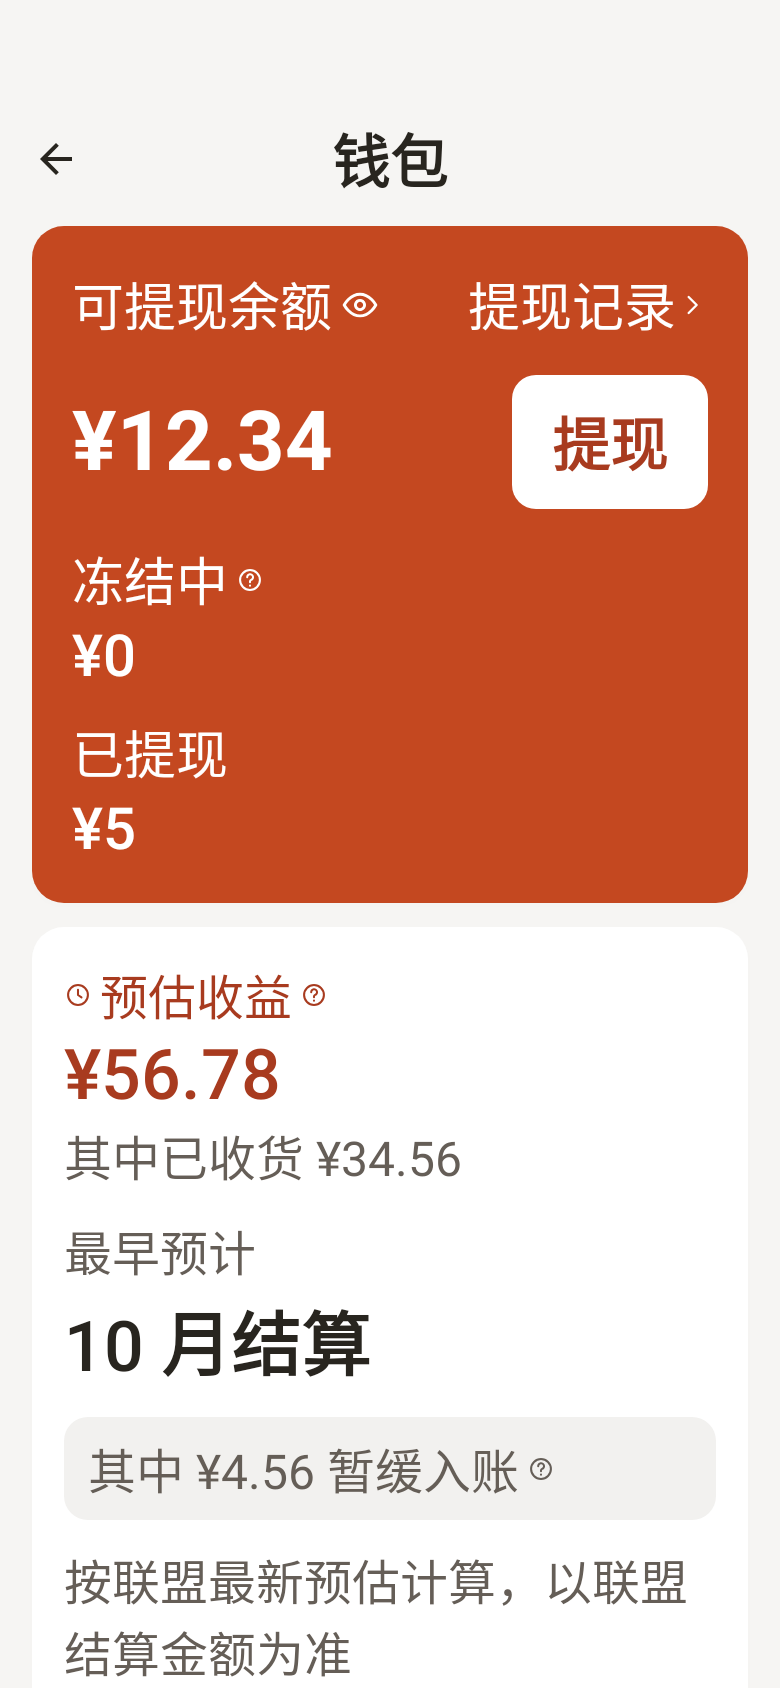 钱包
可提现余额 提现记录
¥12.34 提现
冻结中
¥0
已提现
¥5
预估收益
¥56.78
其中已收货 ¥34.56
最早预计
10 月结算
其中 ¥4.56 暂缓入账
按联盟最新预估计算，以联盟
结算金额为准